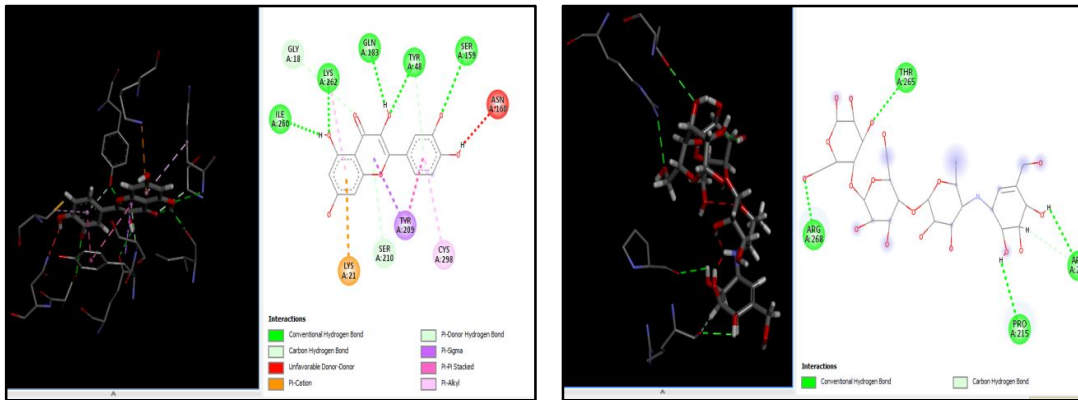 GLY
A:18
LYS
A:262
GLN
A:183
TYR
A:48
SER
A:159
ASN
A:160
ILE
A:260
H
H
H
O
TYR
A:209
LYS
A:21
SER
A:210
CYS
A:298
Interactions
Conventional Hydrogen Bond
Carbon Hydrogen Bond
Unfavorable Donor-Donor
Pi-Cation
Pi-Donor Hydrogen Bond
Pi-Sigma
Pi-Pi Stacked
Pi-Alkyl
THR
A:265
ARG
A:268
PRO
A:215
H
H
Interactions
Conventional Hydrogen Bond
Carbon Hydrogen Bond